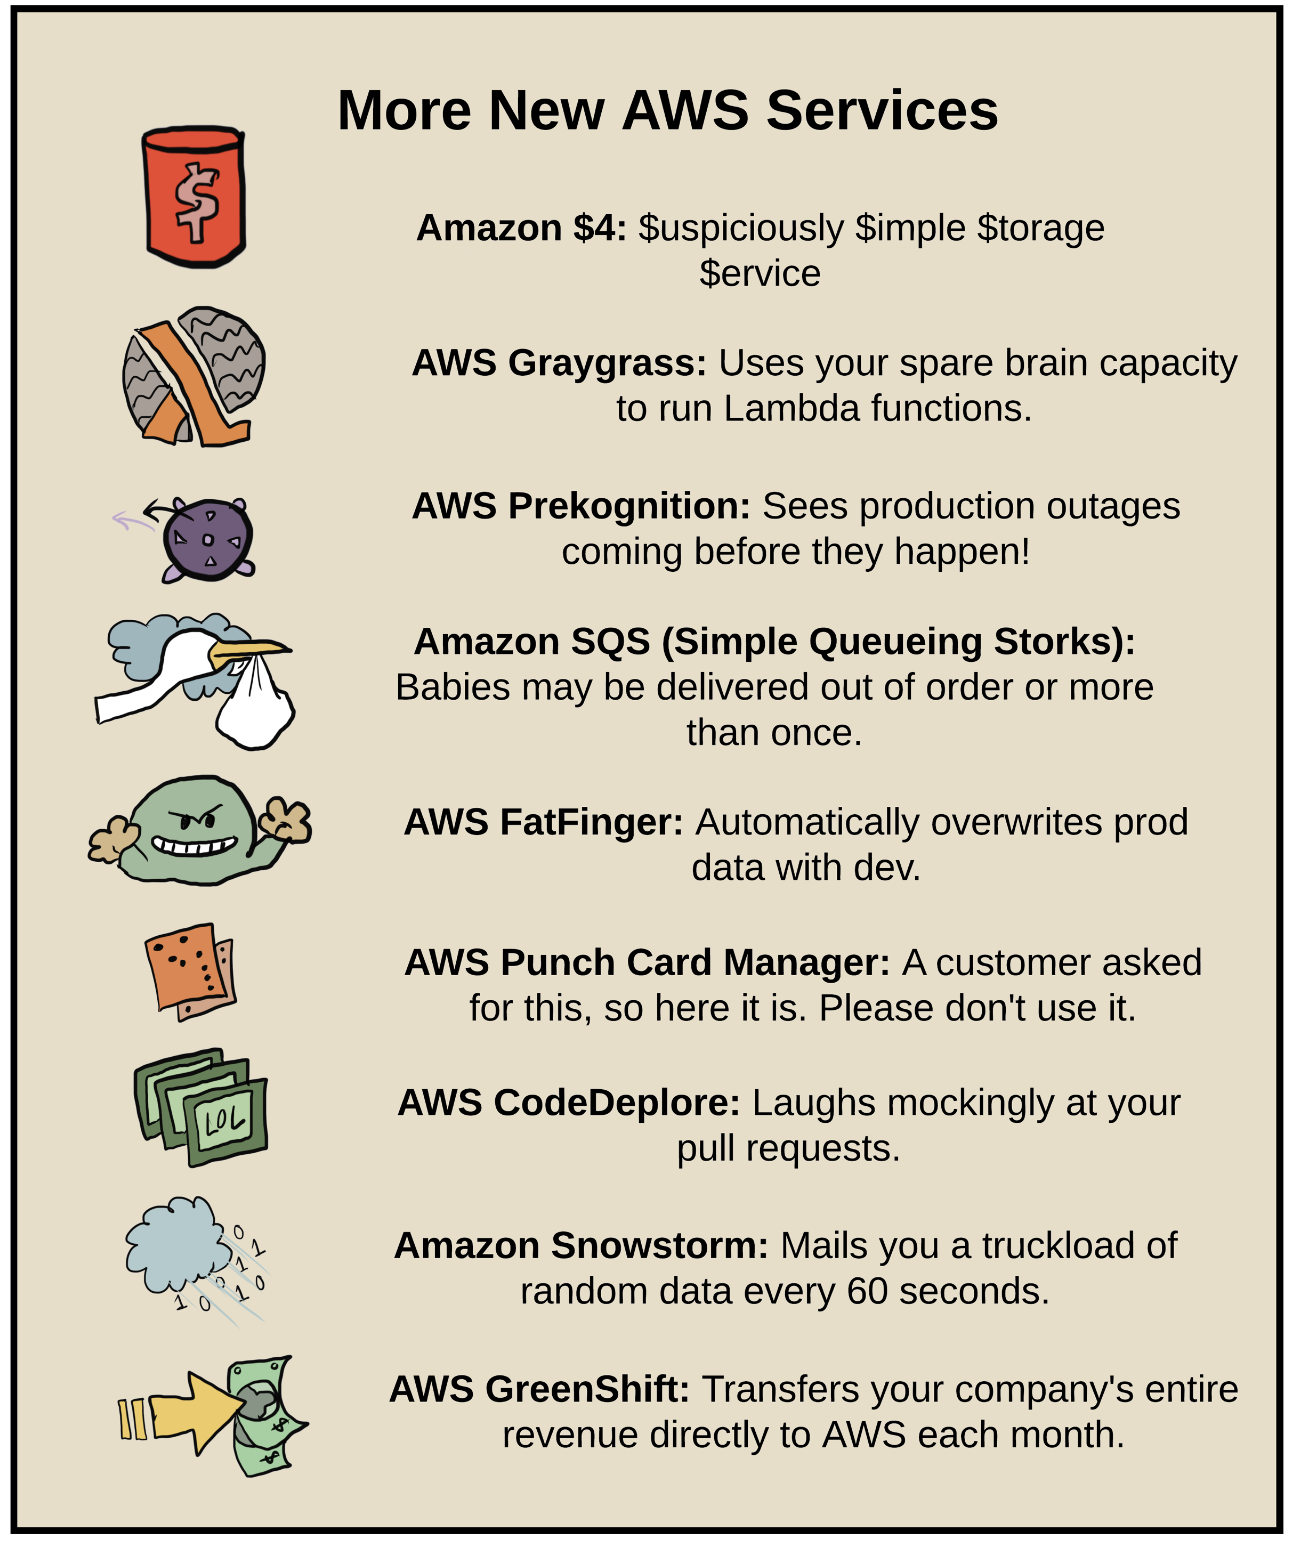 More New AWS Services
$
Amazon $4: $uspiciously $imple $torage
$ervice
AWS Graygrass: Uses your spare brain capacity
to run Lambda functions.
AWS Prekognition: Sees production outages
coming before they happen!
Amazon SQS (Simple Queueing Storks):
Babies may be delivered out of order or more
than once.
AWS FatFinger: Automatically overwrites prod
data with dev.
AWS Punch Card Manager: A customer asked
for this, so here it is. Please don't use it.
AWS CodeDeplore: Laughs mockingly at your
pull requests.
LOL
Amazon Snowstorm: Mails you a truckload of
random data every 60 seconds.
0 1
0 1
1 0 1 0
AWS GreenShift: Transfers your company's entire
revenue directly to AWS each month.
$
$